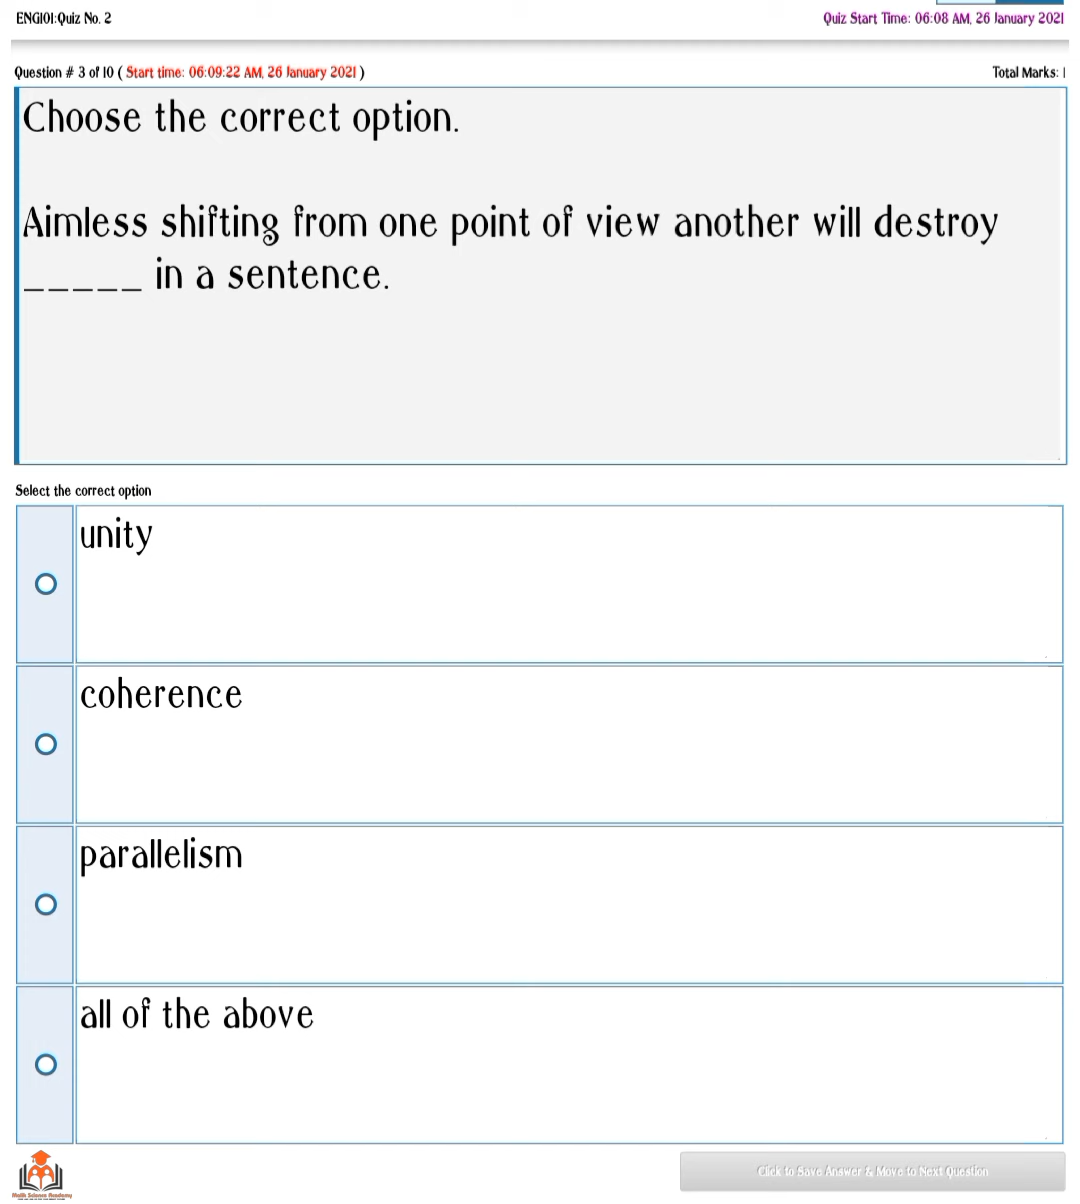 ENG101:Quiz No. 2
Quiz Start Time: 06:08 AM, 26 January 2021
Question # 3 of 10 ( Start time: 06:09:22 AM, 26 January 2021 )
Total Marks: 1
Choose the correct option.
Aimless shifting from one point of view another will destroy
_____ in a sentence.
Select the correct option
unity
coherence
parallelism
all of the above
Click to Save Answer & Move to Next Question
Malik Science Academy